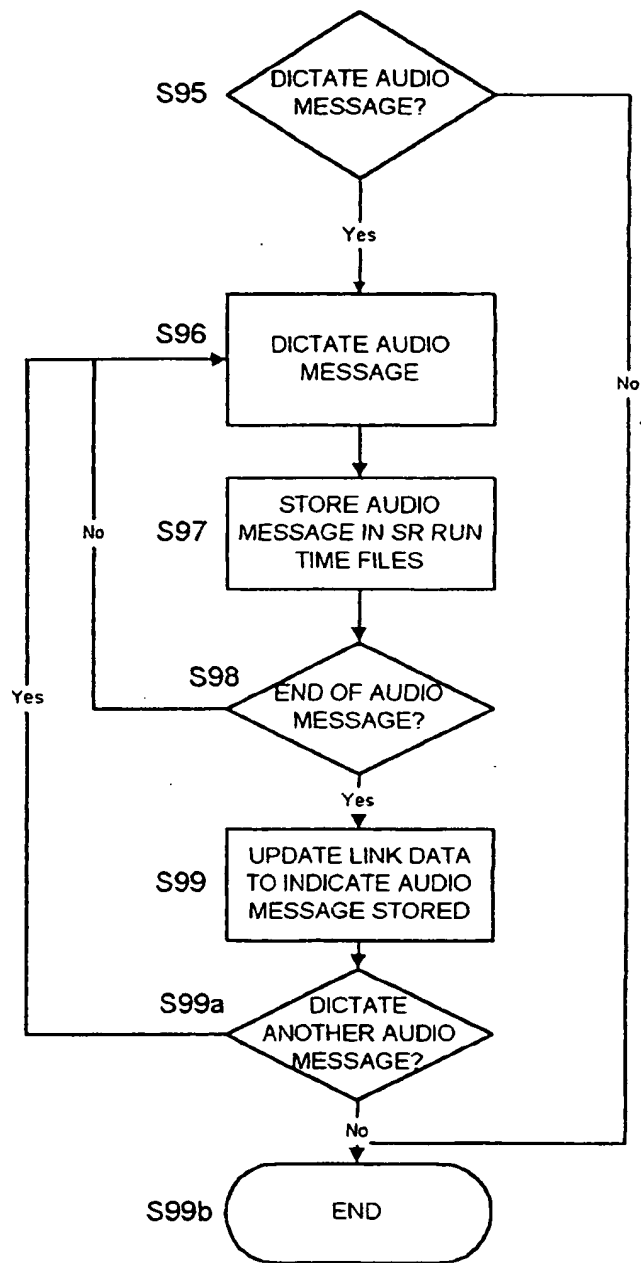 S95
DICTATE AUDIO
MESSAGE?
Yes
S96
DICTATE AUDIO
MESSAGE
No
S97
STORE AUDIO
MESSAGE IN SR RUN
TIME FILES
No
S98
END OF AUDIO
MESSAGE?
Yes
Yes
S99
UPDATE LINK DATA
TO INDICATE AUDIO
MESSAGE STORED
S99a
DICTATE
ANOTHER AUDIO
MESSAGE?
No
S99b
END